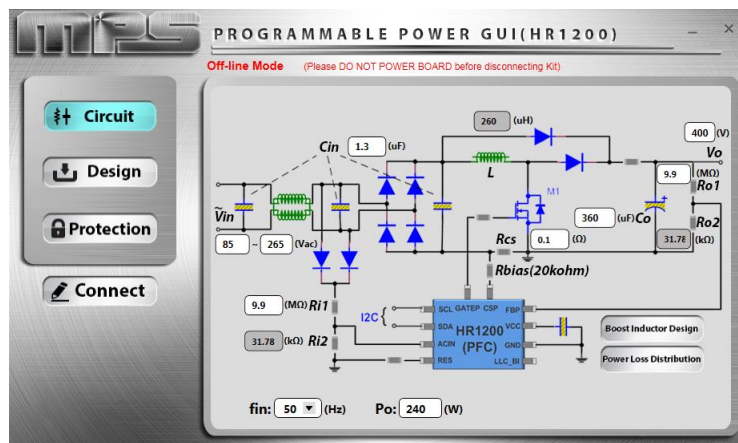 mps
PROGRAMMABLE POWER GUI(HR1200)
Off-line Mode (Please DO NOT POWER BOARD before disconnecting Kit)
Circuit
Design
Protection
Connect
260 (uH)
400 (V)
Cin 1.3 (uF)
L
Vo
9.9 (MΩ)
Ro1
M1
Ṽin
360 (uF) Co
Ro2
85 ~ 265 (Vac)
Rcs 0.1 (Ω)
31.78 (kΩ)
Rbias(20kohm)
9.9 (MΩ) Ri1
I2C
SCL GATEP CSP FBP
SDA HR1200 VCC
31.78 (kΩ) Ri2
ACIN (PFC) GND
RES LLC_BI
Boost Inductor Design
Power Loss Distribution
fin: 50 (Hz) Po: 240 (W)